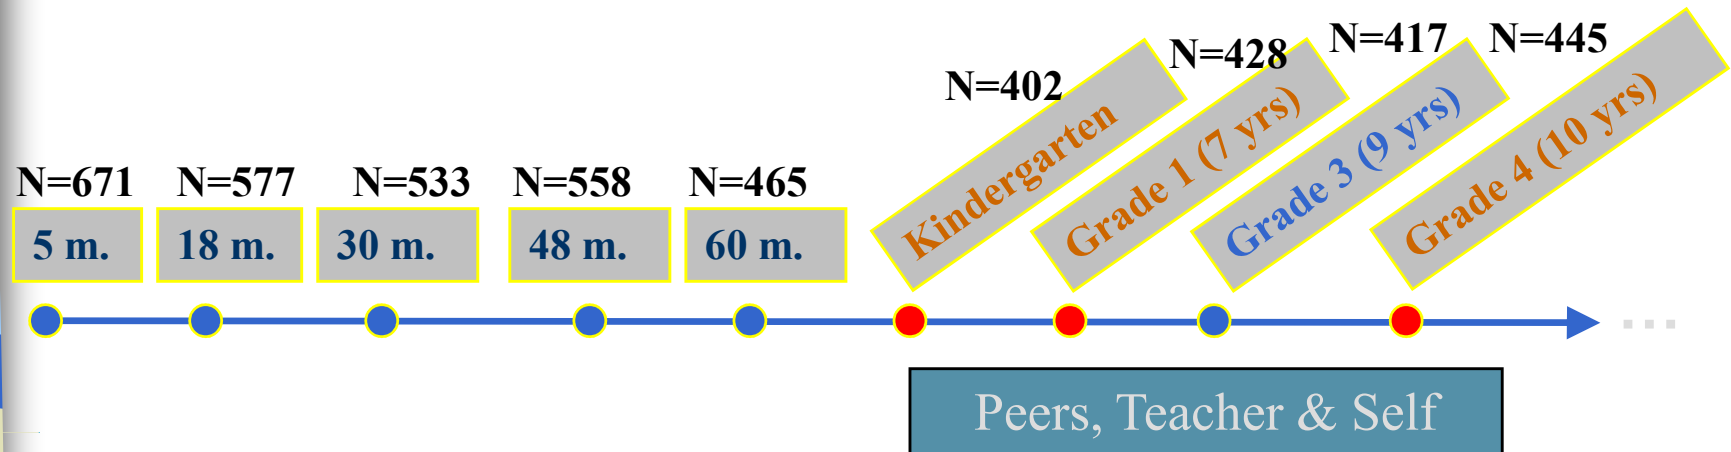 N=671
5 m.
N=577
18 m.
N=533
30 m.
N=558
48 m.
N=465
60 m.
N=402
Kindergarten
N=428
Grade 1 (7 yrs)
N=417
Grade 3 (9 yrs)
N=445
Grade 4 (10 yrs)
...
Peers, Teacher & Self